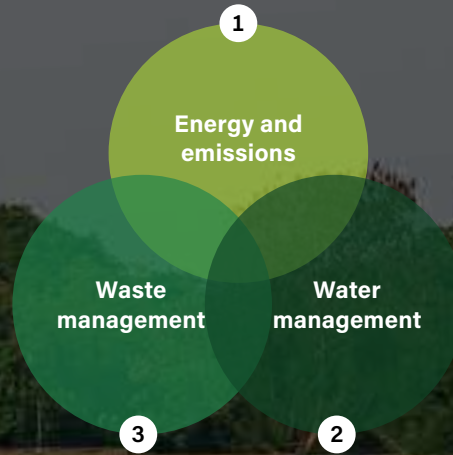 1
Energy and
emissions
Waste
management
Water
management
3
2